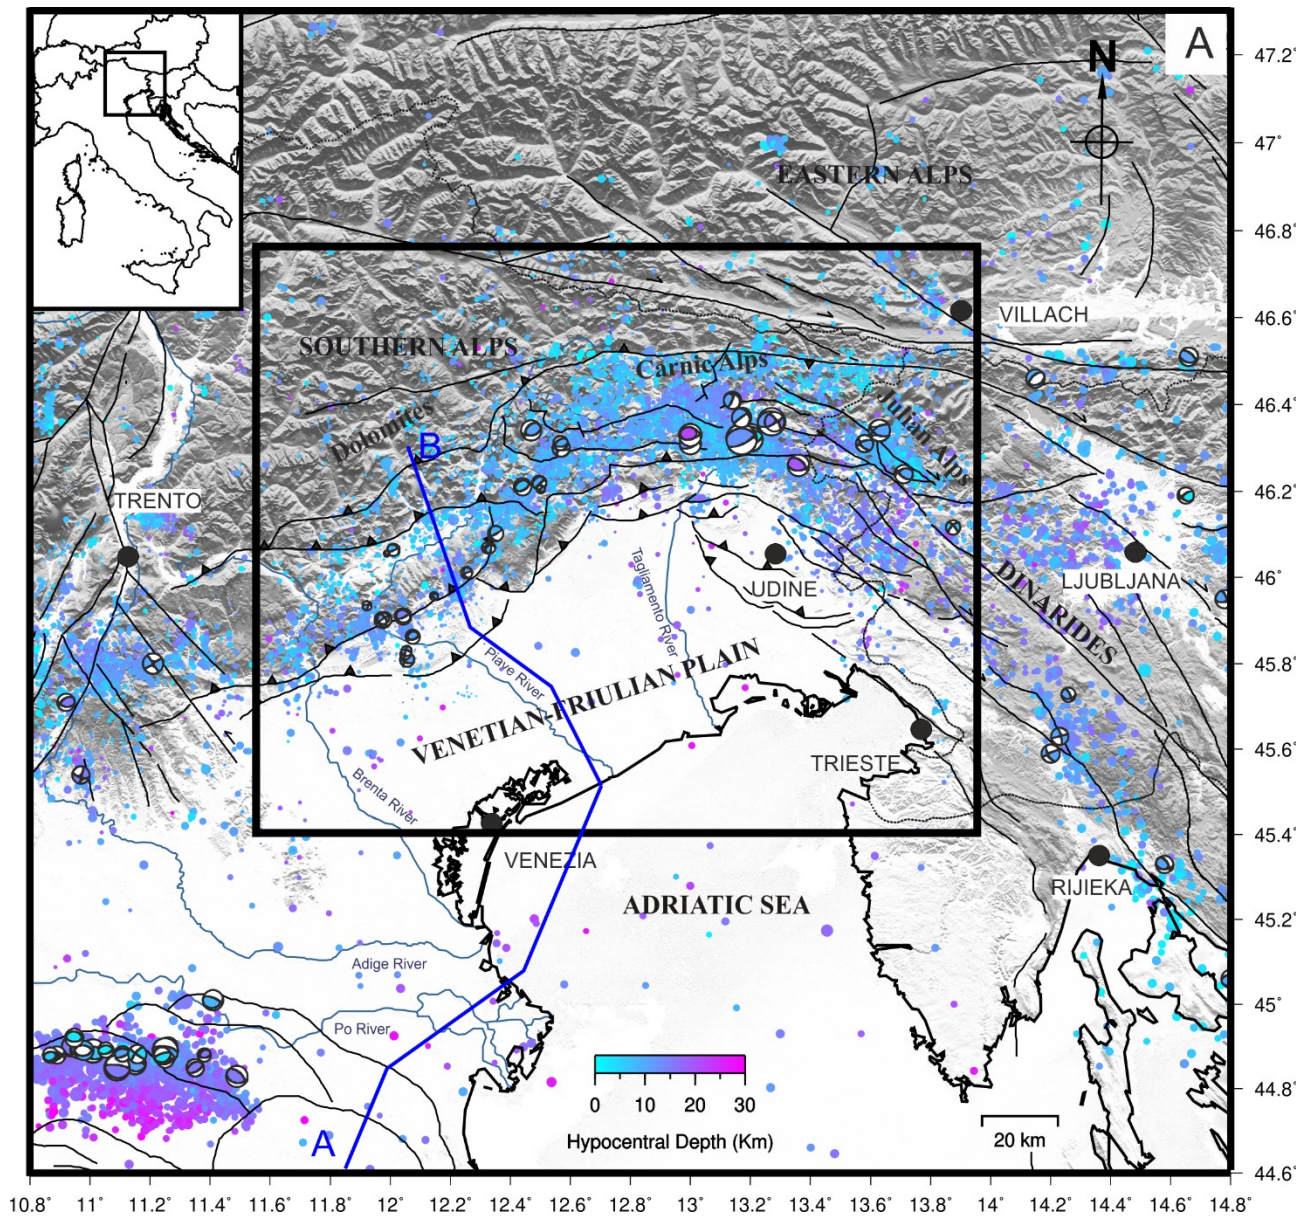 A
47.2
N
47
EASTERN ALPS
46.8
VILLACH
46.6
SOUTHERN ALPS
Carnic Alps
46.4
Julian Alps
Dolomites
B
TRENTO
46.2
LJUBLJANA
UDINE
Tagliamento River
DINARIDES
46
Piave River
VENETIAN-FRIULIAN PLAIN
45.8
TRIESTE
Brenta River
45.6
VENEZIA
45.4
RIJIEKA
ADRIATIC SEA
45.2
Adige River
Po River
45
0 10 20 30
Hypocentral Depth (Km)
20 km
44.8
A
44.6
10.8 11 11.2 11.4 11.6 11.8 12 12.2 12.4 12.6 12.8 13 13.2 13.4 13.6 13.8 14 14.2 14.4 14.6 14.8°